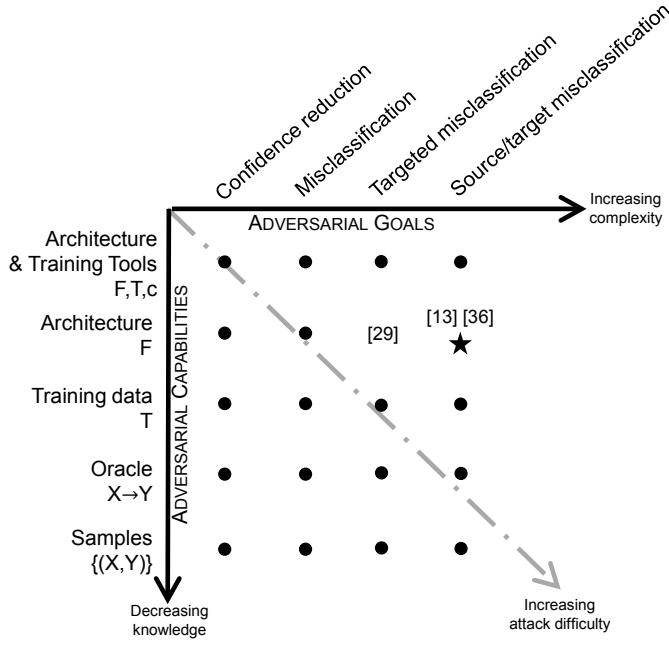 Confidence reduction
Misclassification
Targeted misclassification
Source/target misclassification
Increasing
complexity
ADVERSARIAL GOALS
Architecture
& Training Tools
F,T,c
Architecture
F
Training data
T
Oracle
X→Y
Samples
{(X,Y)}
ADVERSARIAL CAPABILITIES
[29]
[13] [36]
Decreasing
knowledge
Increasing
attack difficulty